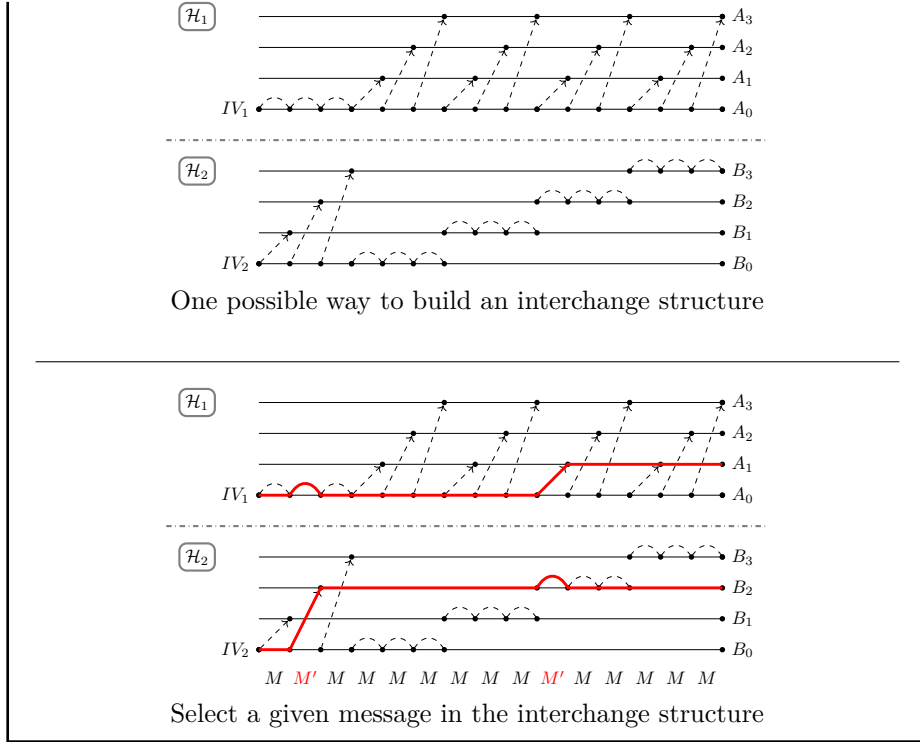 H₁ A₃
A₂
A₁
IV₁ A₀
H₂ B₃
B₂
B₁
IV₂ B₀
One possible way to build an interchange structure
H₁ A₃
A₂
A₁
IV₁ A₀
H₂ B₃
B₂
B₁
IV₂ B₀
M M′ M M M M M M M M′ M M M M M
Select a given message in the interchange structure